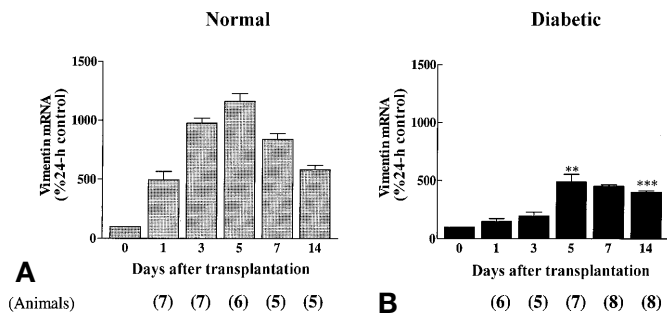 Normal
Diabetic
Vimentin mRNA
(%24-h control)
1500
1000
500
0
0 1 3 5 7 14
Days after transplantation
A
(Animals) (7) (7) (6) (5) (5)
Vimentin mRNA
(%24-h control)
1500
1000
500
0
** ***
0 1 3 5 7 14
Days after transplantation
B
(6) (5) (7) (8) (8)